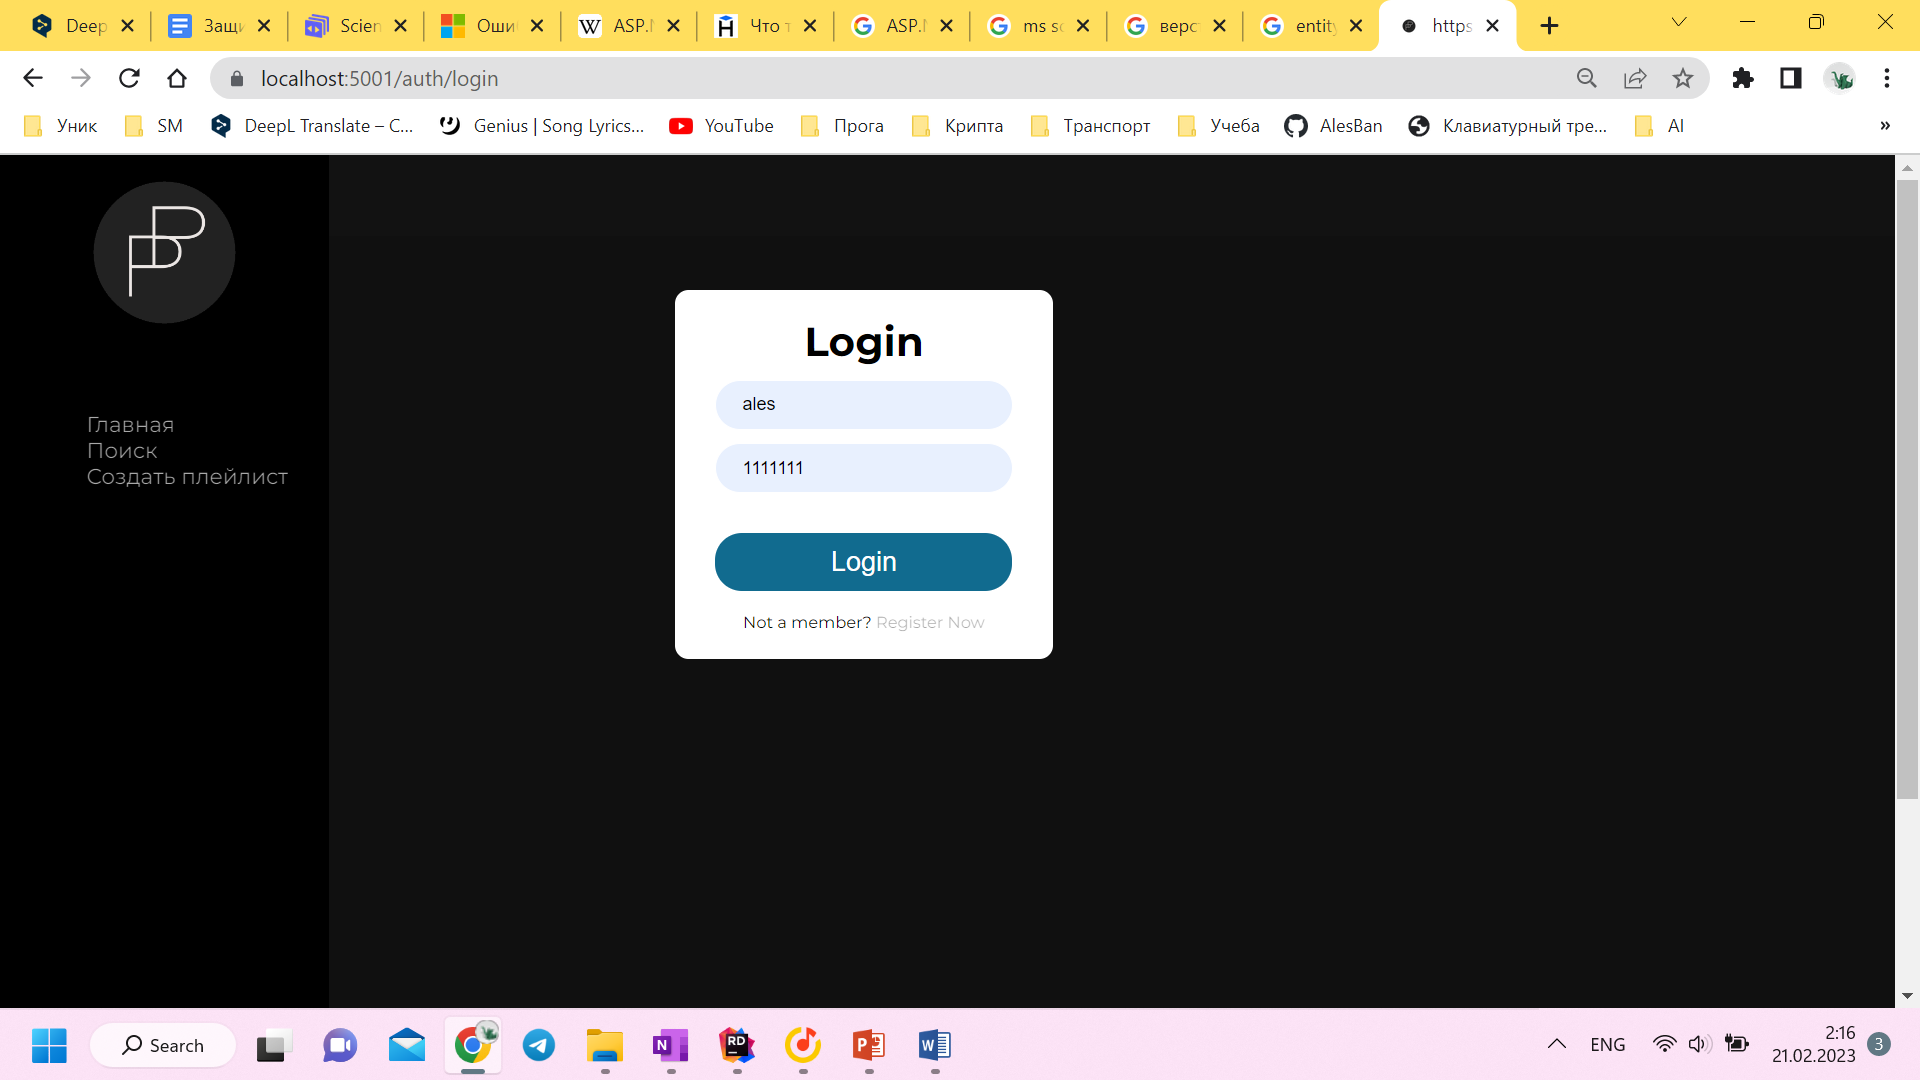 Deep
Защи
Scien
Оши
ASP.N
Что т
ASP.N
ms sc
верс
entity
https
localhost:5001/auth/login
Уник
SM
DeepL Translate – С...
Genius | Song Lyrics...
YouTube
Прога
Крипта
Транспорт
Учеба
AlesBan
Клавиатурный тре...
AI
»
Главная
Поиск
Создать плейлист
Login
ales
1111111
Login
Not a member? Register Now
Search
ENG
2:16
21.02.2023
3